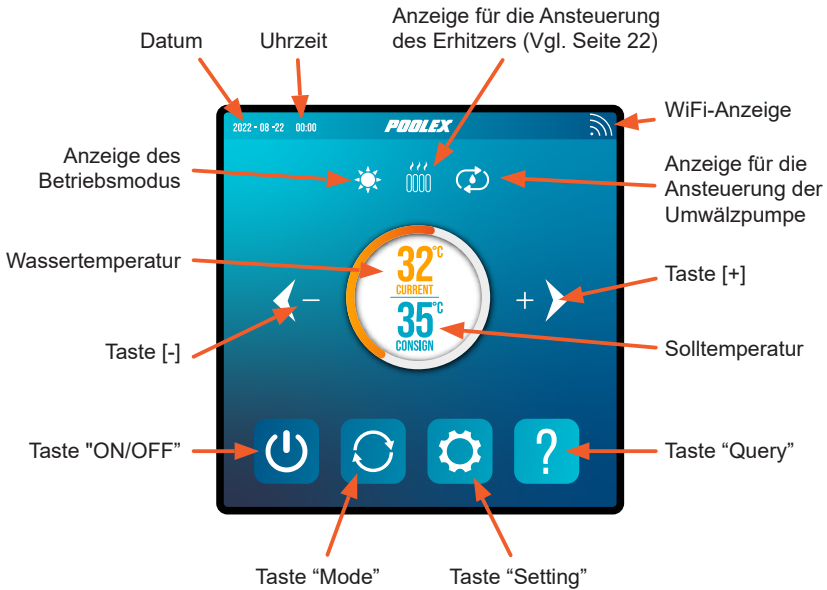 Anzeige für die Ansteuerung
des Erhitzers (Vgl. Seite 22)
Datum
Uhrzeit
WiFi-Anzeige
2022 - 08 -22
00:00
POOLEX
Anzeige des
Betriebsmodus
Anzeige für die
Ansteuerung der
Umwälzpumpe
Wassertemperatur
32°C
CURRENT
35°C
CONSIGN
−
+
Taste [+]
Taste [-]
Solltemperatur
Taste "ON/OFF”
?
Taste “Query”
Taste “Mode”
Taste “Setting”